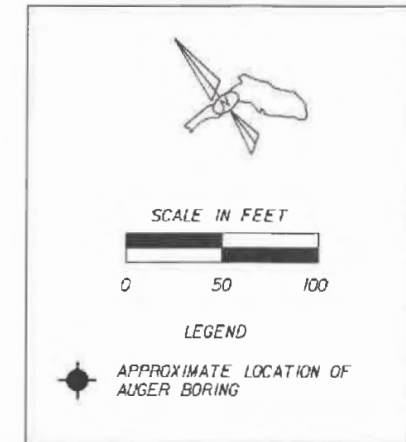 N
SCALE IN FEET
0 50 100
LEGEND
APPROXIMATE LOCATION OF
AUGER BORING